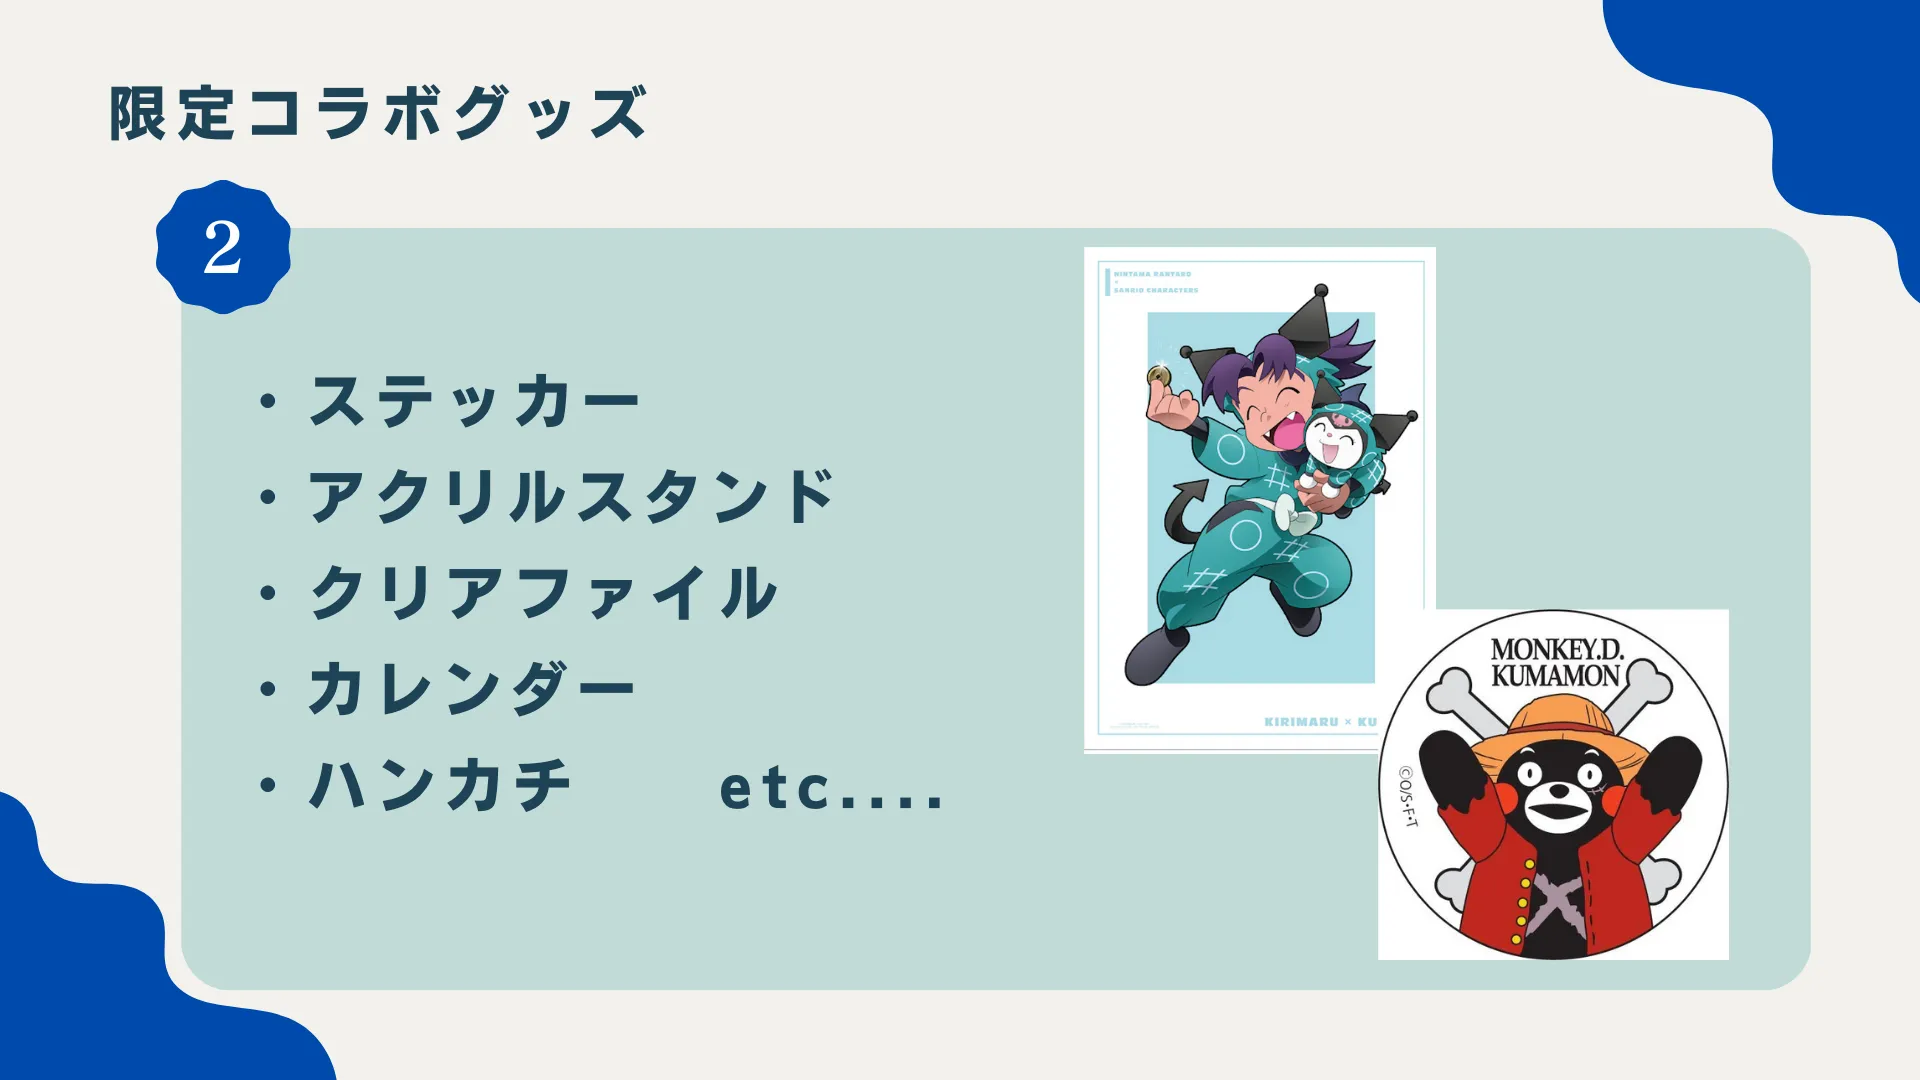 限定コラボグッズ
2
・ステッカー
・アクリルスタンド
・クリアファイル
・カレンダー
・ハンカチ etc....
NINTAMA RANTARO
×
SANRIO CHARACTERS
KIRIMARU × KU
MONKEY.D.
KUMAMON
©O/S・F・T